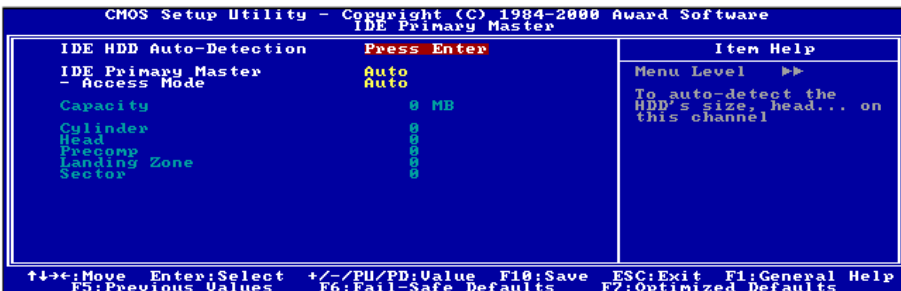 CMOS Setup Utility - Copyright (C) 1984-2000 Award Software
IDE Primary Master
IDE HDD Auto-Detection Press Enter
IDE Primary Master Auto
- Access Mode Auto
Capacity 0 MB
Cylinder 0
Head 0
Precomp 0
Landing Zone 0
Sector 0
Item Help
Menu Level ▶▶
To auto-detect the
HDD's size, head... on
this channel
↑↓→←:Move Enter:Select +/-/PU/PD:Value F10:Save ESC:Exit F1:General Help
F5:Previous Values F6:Fail-Safe Defaults F7:Optimized Defaults